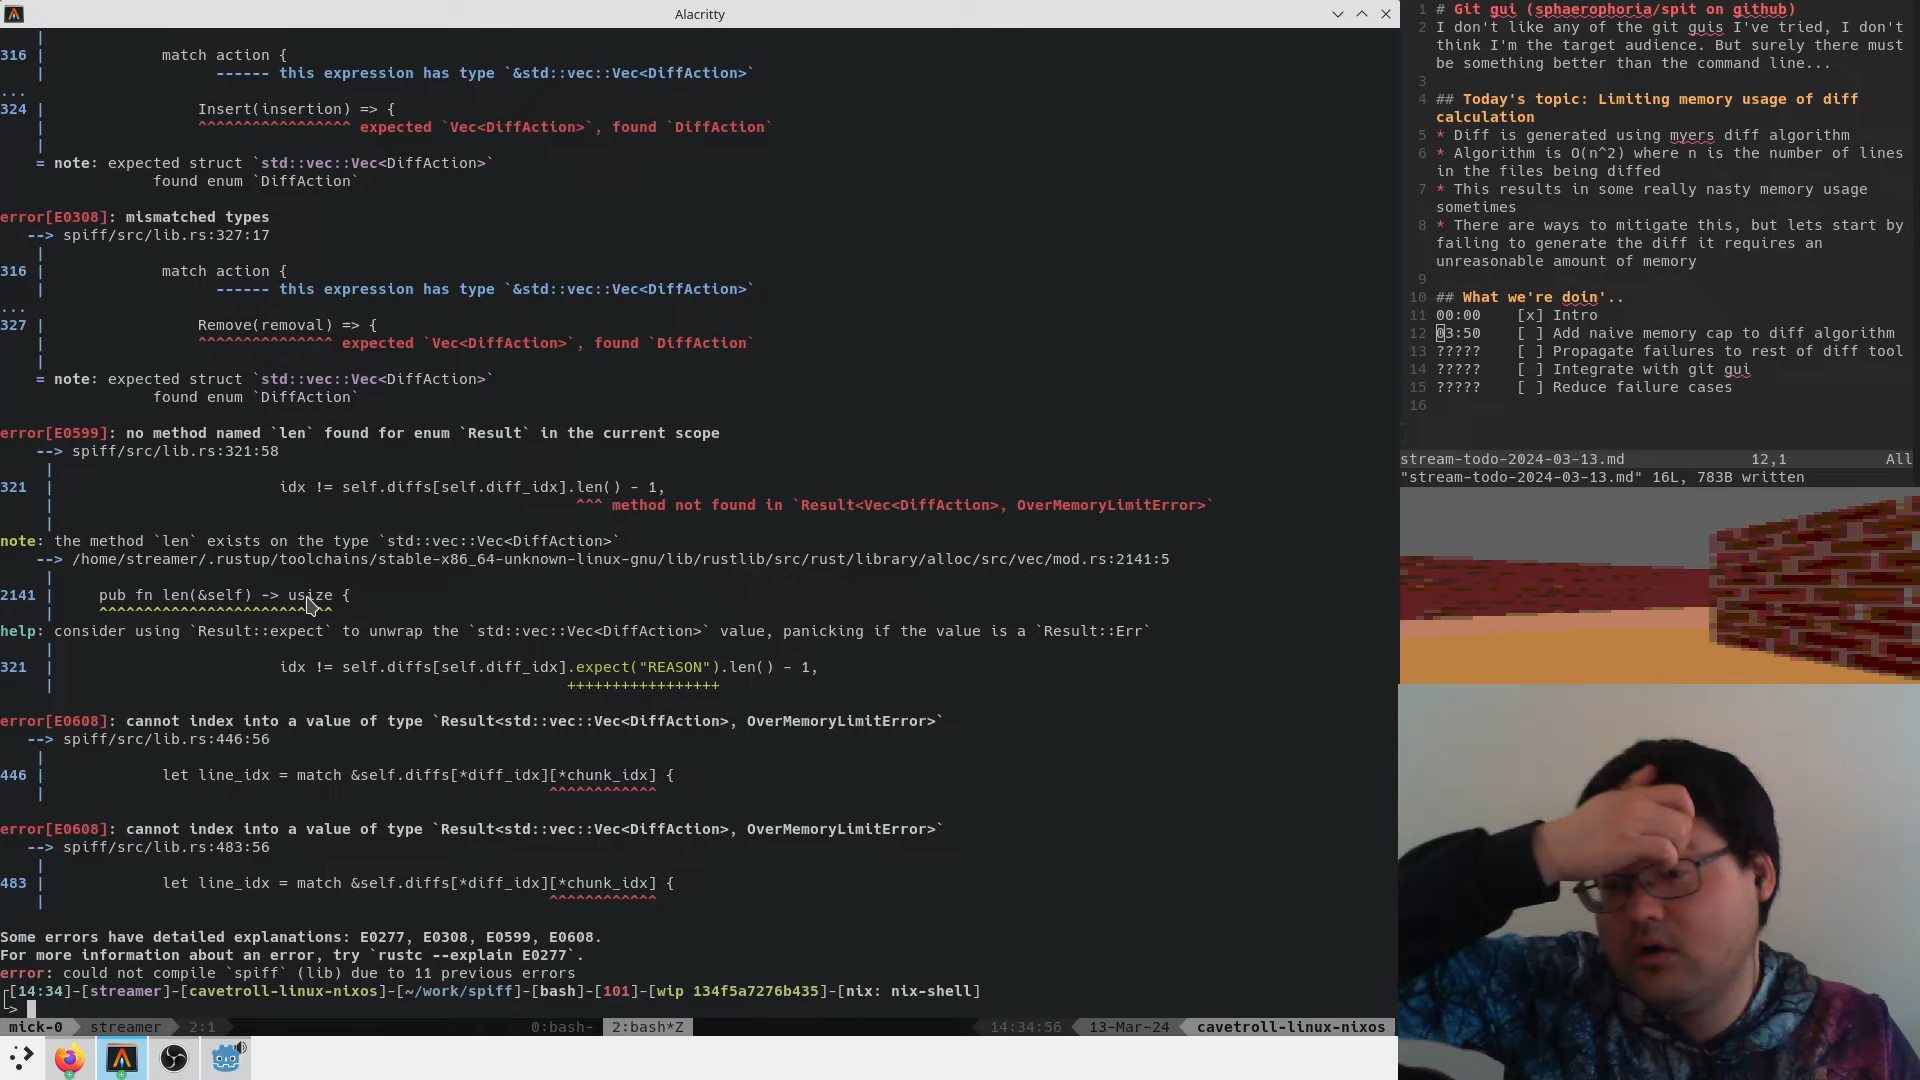 Alacritty
|
316 |             match action {
|                   ------ this expression has type `&std::vec::Vec<DiffAction>`
...
324 |                 Insert(insertion) => {
|                 ^^^^^^^^^^^^^^^^^ expected `Vec<DiffAction>`, found `DiffAction`
|
= note: expected struct `std::vec::Vec<DiffAction>`
found enum `DiffAction`
error[E0308]: mismatched types
--> spiff/src/lib.rs:327:17
|
316 |             match action {
|                   ------ this expression has type `&std::vec::Vec<DiffAction>`
...
327 |                 Remove(removal) => {
|                 ^^^^^^^^^^^^^^^ expected `Vec<DiffAction>`, found `DiffAction`
|
= note: expected struct `std::vec::Vec<DiffAction>`
found enum `DiffAction`
error[E0599]: no method named `len` found for enum `Result` in the current scope
--> spiff/src/lib.rs:321:58
|
321  |                         idx != self.diffs[self.diff_idx].len() - 1,
|                                                          ^^^ method not found in `Result<Vec<DiffAction>, OverMemoryLimitError>`
|
note: the method `len` exists on the type `std::vec::Vec<DiffAction>`
--> /home/streamer/.rustup/toolchains/stable-x86_64-unknown-linux-gnu/lib/rustlib/src/rust/library/alloc/src/vec/mod.rs:2141:5
|
2141 |     pub fn len(&self) -> usize {
|     ^^^^^^^^^^^^^^^^^^^^^^^^^^
help: consider using `Result::expect` to unwrap the `std::vec::Vec<DiffAction>` value, panicking if the value is a `Result::Err`
|
321  |                         idx != self.diffs[self.diff_idx].expect("REASON").len() - 1,
|                                                         +++++++++++++++++
error[E0608]: cannot index into a value of type `Result<std::vec::Vec<DiffAction>, OverMemoryLimitError>`
--> spiff/src/lib.rs:446:56
|
446 |             let line_idx = match &self.diffs[*diff_idx][*chunk_idx] {
|                                                        ^^^^^^^^^^^^
error[E0608]: cannot index into a value of type `Result<std::vec::Vec<DiffAction>, OverMemoryLimitError>`
--> spiff/src/lib.rs:483:56
|
483 |             let line_idx = match &self.diffs[*diff_idx][*chunk_idx] {
|                                                        ^^^^^^^^^^^^
Some errors have detailed explanations: E0277, E0308, E0599, E0608.
For more information about an error, try `rustc --explain E0277`.
error: could not compile `spiff` (lib) due to 11 previous errors
┌[14:34]-[streamer]-[cavetroll-linux-nixos]-[~/work/spiff]-[bash]-[101]-[wip 134f5a7276b435]-[nix: nix-shell]
└>
mick-0  streamer  2:1  0:bash-  2:bash*Z  14:34:56  13-Mar-24  cavetroll-linux-nixos
1 # Git gui (sphaerophoria/spit on github)
2 I don't like any of the git guis I've tried, I don't
think I'm the target audience. But surely there must
be something better than the command line...
3
4 ## Today's topic: Limiting memory usage of diff
calculation
5 * Diff is generated using myers diff algorithm
6 * Algorithm is O(n^2) where n is the number of lines
in the files being diffed
7 * This results in some really nasty memory usage
sometimes
8 * There are ways to mitigate this, but lets start by
failing to generate the diff it requires an
unreasonable amount of memory
9
10 ## What we're doin'..
11 00:00    [x] Intro
12 03:50    [ ] Add naive memory cap to diff algorithm
13 ?????    [ ] Propagate failures to rest of diff tool
14 ?????    [ ] Integrate with git gui
15 ?????    [ ] Reduce failure cases
16
~
~
stream-todo-2024-03-13.md  12,1  All
"stream-todo-2024-03-13.md" 16L, 783B written